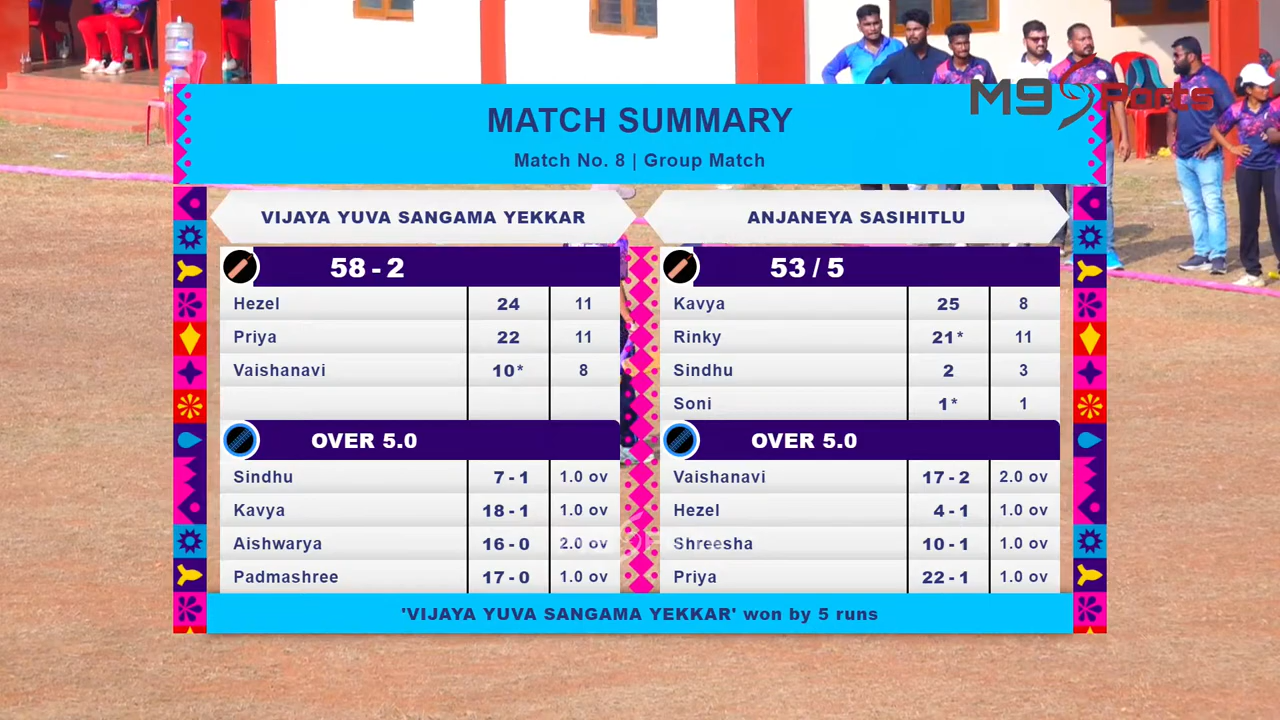 MATCH SUMMARY
M9 Sports
Match No. 8 | Group Match
VIJAYA YUVA SANGAMA YEKKAR
58 - 2
Hezel 24 11
Priya 22 11
Vaishanavi 10* 8
OVER 5.0
Sindhu 7 - 1 1.0 ov
Kavya 18 - 1 1.0 ov
Aishwarya 16 - 0 2.0 ov
Padmashree 17 - 0 1.0 ov
ANJANEYA SASIHITLU
53 / 5
Kavya 25 8
Rinky 21* 11
Sindhu 2 3
Soni 1* 1
OVER 5.0
Vaishanavi 17 - 2 2.0 ov
Hezel 4 - 1 1.0 ov
Shreesha 10 - 1 1.0 ov
Priya 22 - 1 1.0 ov
'VIJAYA YUVA SANGAMA YEKKAR' won by 5 runs